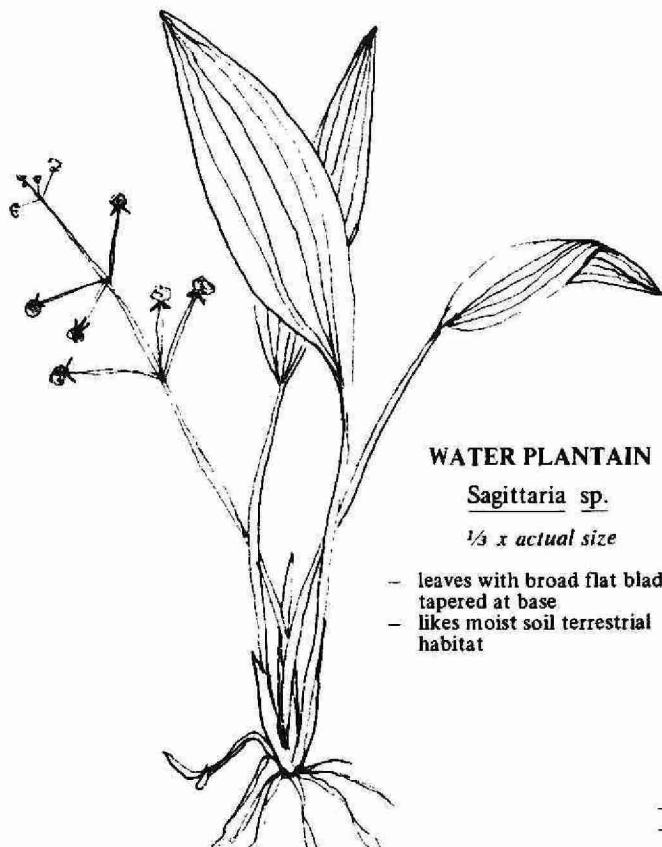 WATER PLANTAIN
Sagittaria sp.
⅓ x actual size
– leaves with broad flat blad
tapered at base
– likes moist soil terrestrial
habitat